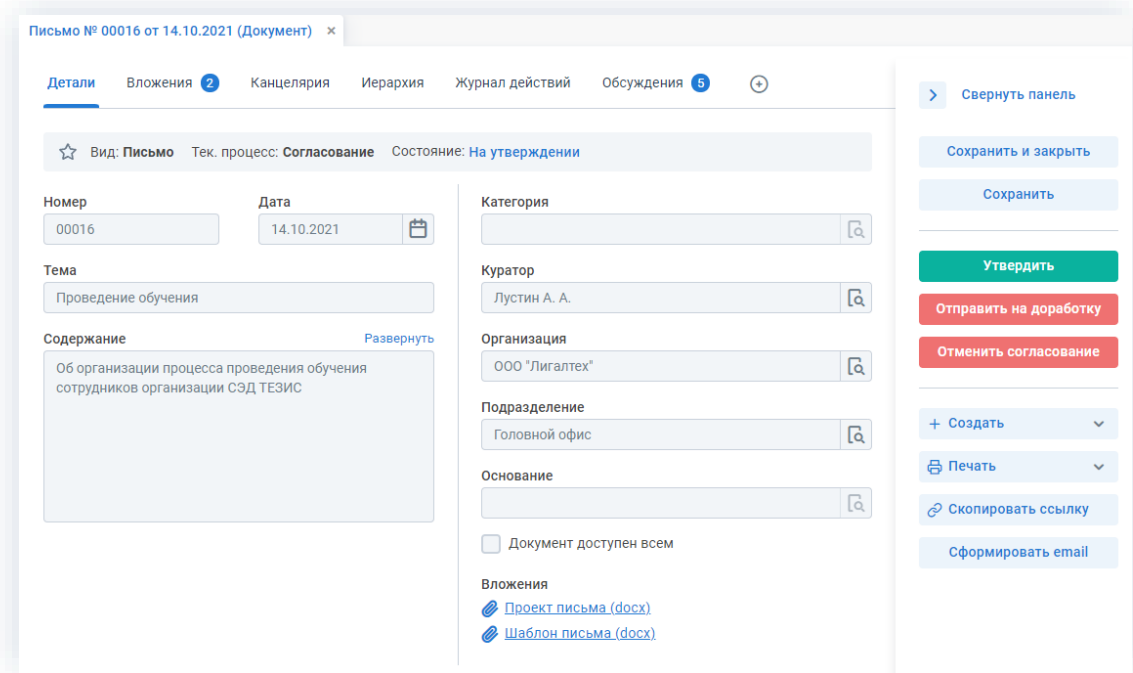 Письмо № 00016 от 14.10.2021 (Документ) ×
Детали Вложения 2 Канцелярия Иерархия Журнал действий Обсуждения 5
Вид: Письмо Тек. процесс: Согласование Состояние: На утверждении
Номер Дата
00016 14.10.2021
Тема
Проведение обучения
Содержание Развернуть
Об организации процесса проведения обучения
сотрудников организации СЭД ТЕЗИС
Категория
Куратор
Лустин А. А.
Организация
ООО "Лигалтех"
Подразделение
Головной офис
Основание
Документ доступен всем
Вложения
Проект письма (docx)
Шаблон письма (docx)
Свернуть панель
Сохранить и закрыть
Сохранить
Утвердить
Отправить на доработку
Отменить согласование
+ Создать
Печать
Скопировать ссылку
Сформировать email